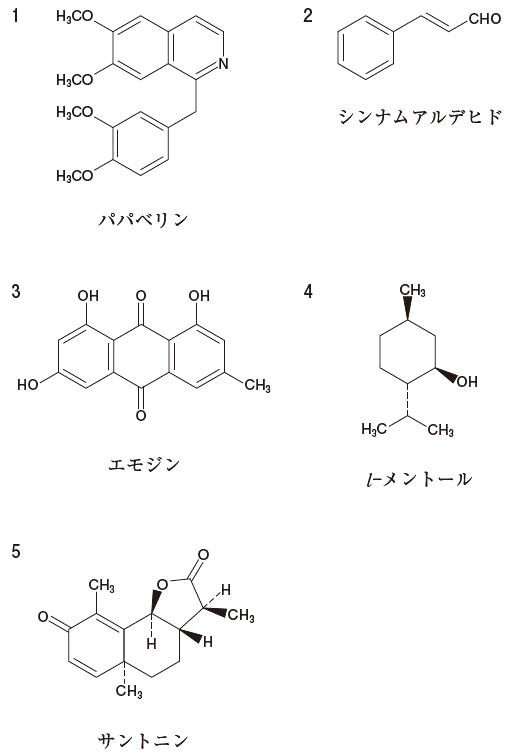 1
H₃CO
H₃CO
N
H₃CO
H₃CO
パパベリン
2
CHO
シンナムアルデヒド
3
OH O OH
HO
O
CH₃
エモジン
4
CH₃
OH
H₃C CH₃
l-メントール
5
O
CH₃ O H
O
CH₃
H H
CH₃
サントニン